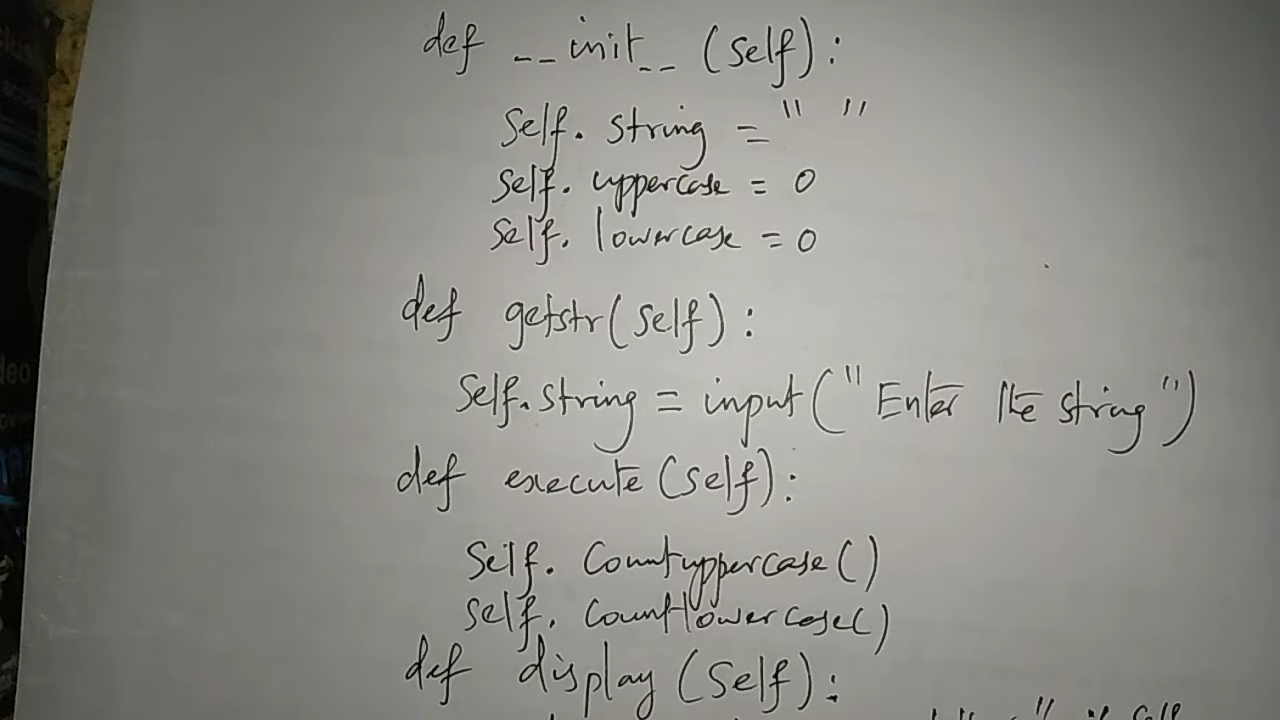 def __init__ (self):
self. string = " "
self. uppercase = 0
self. lowercase = 0
def getstr(self):
self.string = input("Enter the string")
def execute(self):
self. Countuppercase()
self. Countlowercase()
def display (self):